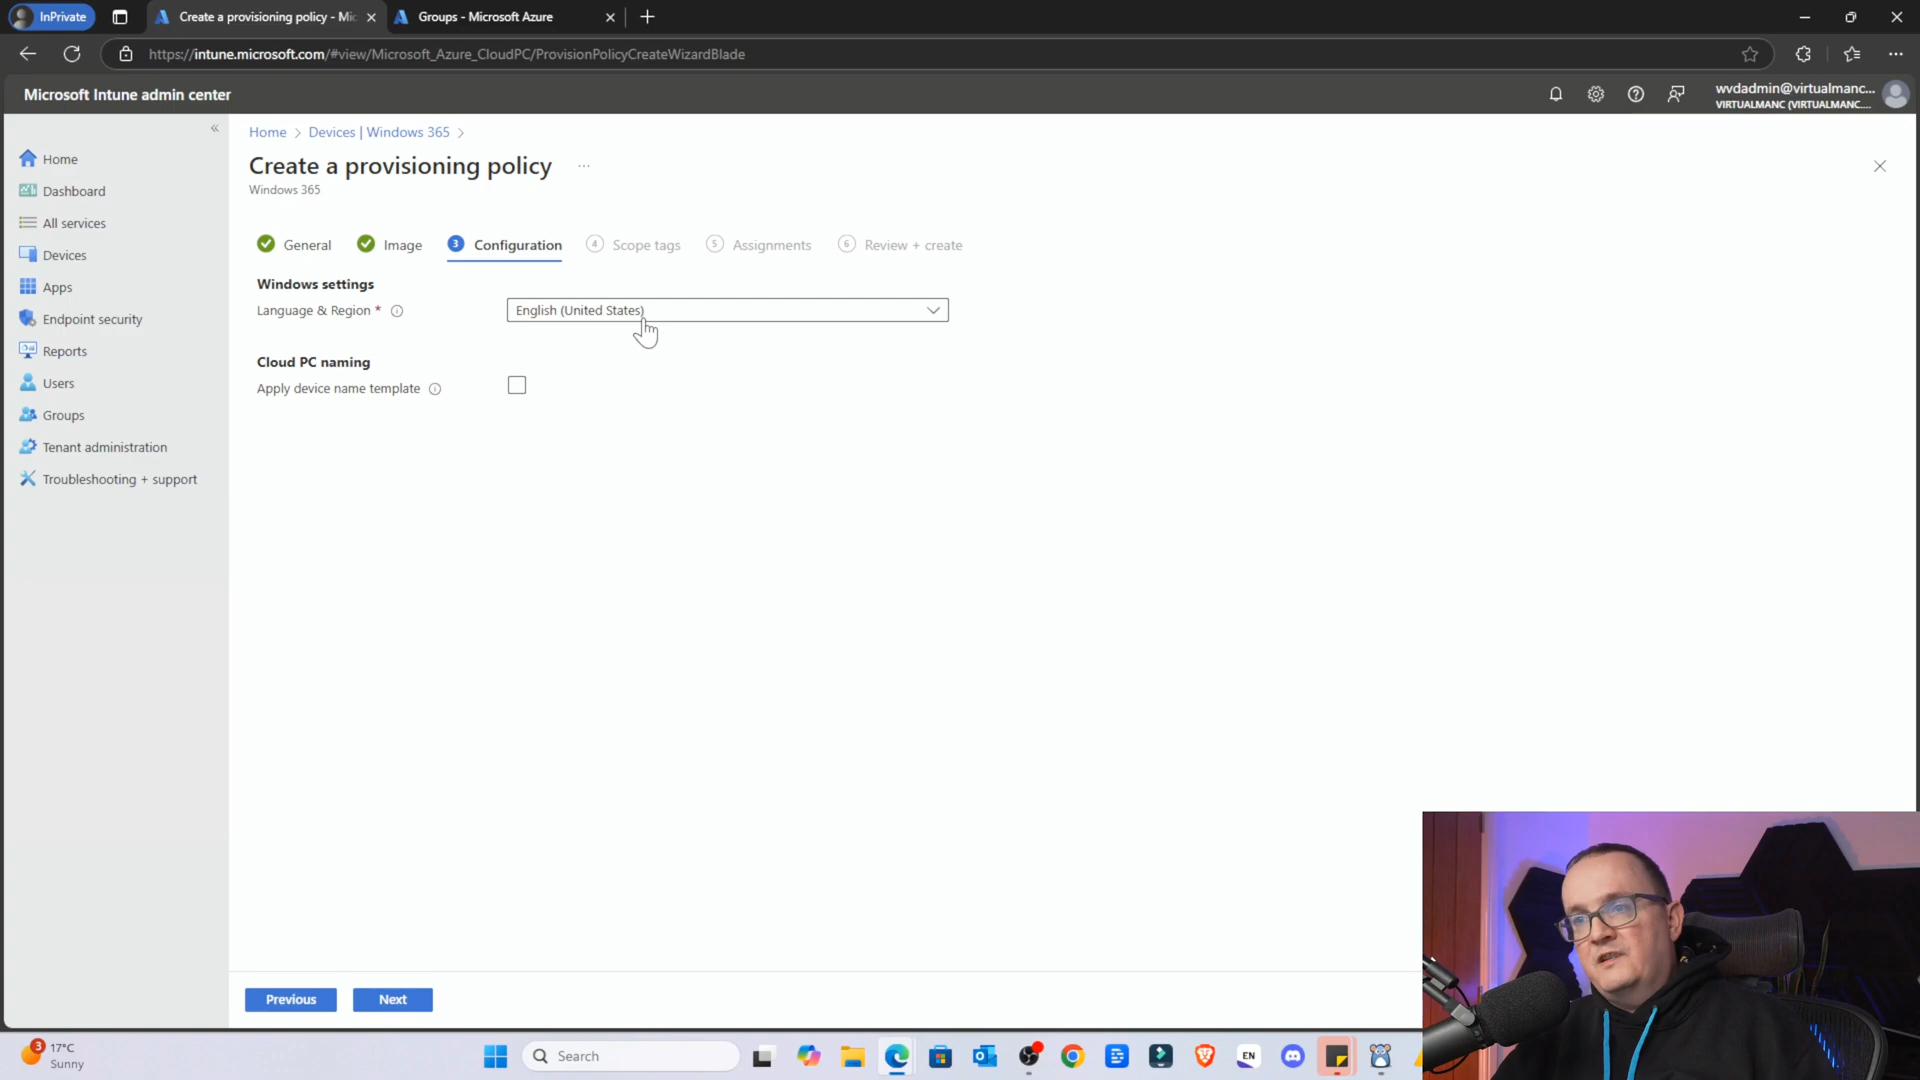 InPrivate
Create a provisioning policy - Mic
Groups - Microsoft Azure
https://intune.microsoft.com/#view/Microsoft_Azure_CloudPC/ProvisionPolicyCreateWizardBlade
Microsoft Intune admin center
wvdadmin@virtualmanc...
VIRTUALMANC (VIRTUALMANC....
Home > Devices | Windows 365 >
Create a provisioning policy ...
Windows 365
Home
Dashboard
All services
Devices
Apps
Endpoint security
Reports
Users
Groups
Tenant administration
Troubleshooting + support
General
Image
3 Configuration
4 Scope tags
5 Assignments
6 Review + create
Windows settings
Language & Region *
English (United States)
Cloud PC naming
Apply device name template
Previous
Next
3
17°C
Sunny
Search
EN